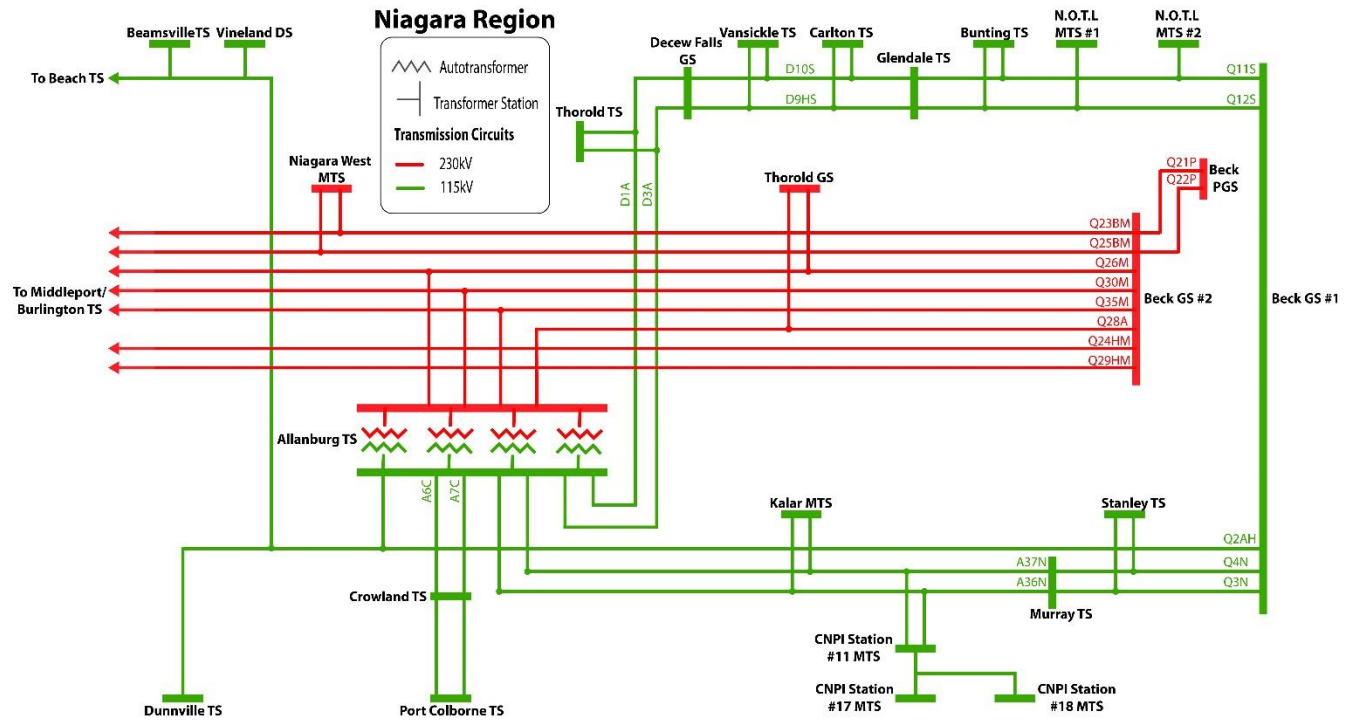 Niagara Region
Autotransformer
Transformer Station
Transmission Circuits
230kV
115kV
BeamsvilleTS
Vineland DS
To Beach TS
Niagara West
MTS
Thorold TS
Decew Falls
GS
Vansickle TS
Carlton TS
Glendale TS
Bunting TS
N.O.T.L
MTS #1
N.O.T.L
MTS #2
D10S
D9HS
Q11S
Q12S
D1A
D3A
Thorold GS
Q21P
Q22P
Beck
PGS
Q23BM
Q25BM
Q26M
Q30M
Q35M
Q28A
Q24HM
Q29HM
To Middleport/
Burlington TS
Beck GS #2
Beck GS #1
Allanburg TS
A6C
A7C
Kalar MTS
Stanley TS
Q2AH
A37N
Q4N
A36N
Q3N
Crowland TS
Murray TS
CNPI Station
#11 MTS
Dunnville TS
Port Colborne TS
CNPI Station
#17 MTS
CNPI Station
#18 MTS